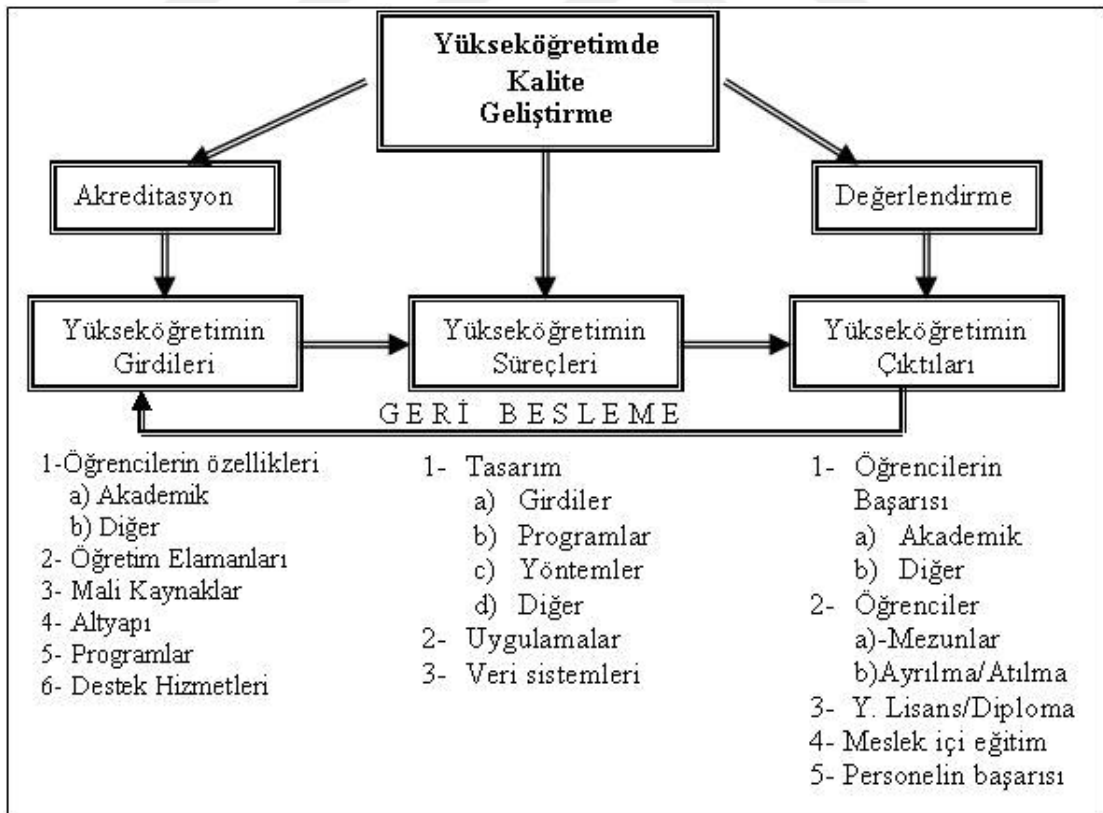 Yükseköğretimde
Kalite
Geliştirme
Akreditasyon
Değerlendirme
Yükseköğretimin
Girdileri
Yükseköğretimin
Süreçleri
Yükseköğretimin
Çıktıları
GERİ BESLEME
1-Öğrencilerin özellikleri
a) Akademik
b) Diğer
2- Öğretim Elamanları
3- Mali Kaynaklar
4- Altyapı
5- Programlar
6- Destek Hizmetleri
1- Tasarım
a) Girdiler
b) Programlar
c) Yöntemler
d) Diğer
2- Uygulamalar
3- Veri sistemleri
1- Öğrencilerin
Başarısı
a) Akademik
b) Diğer
2- Öğrenciler
a)-Mezunlar
b)Ayrılma/Atılma
3- Y. Lisans/Diploma
4- Meslek içi eğitim
5- Personelin başarısı